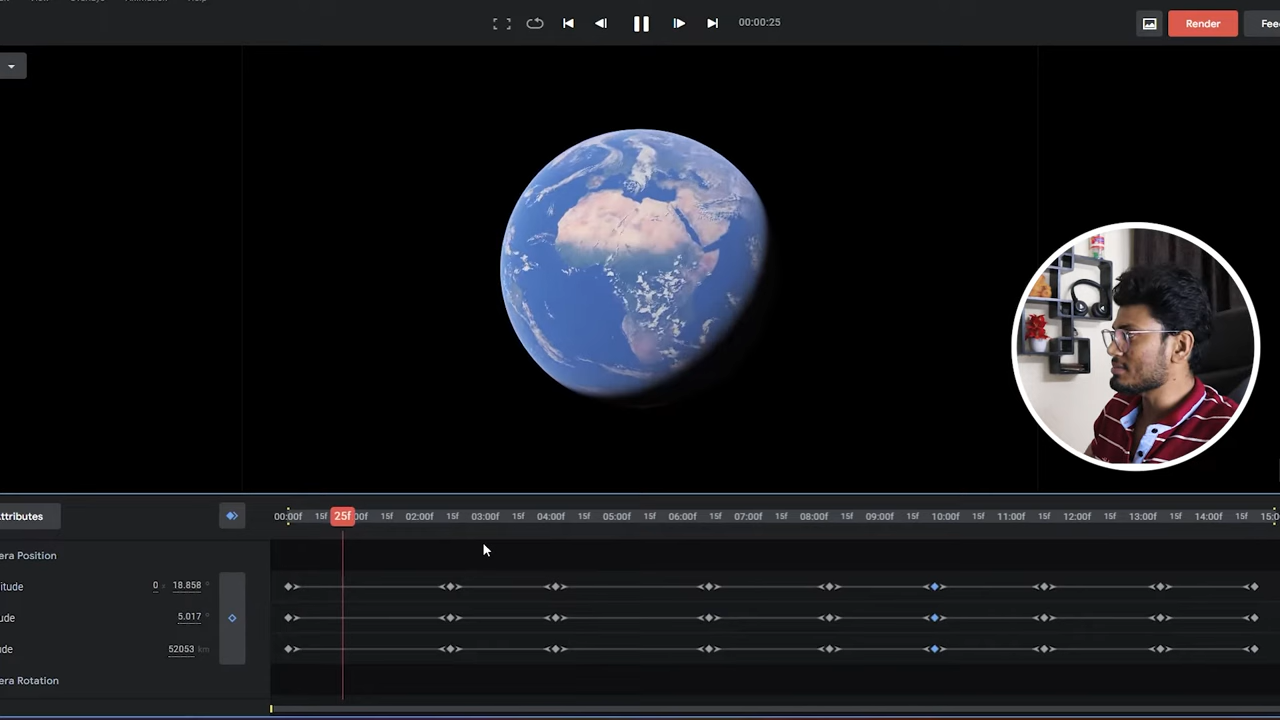 00:00:25
Render
Fee
ttributes
00:00f 15f 25f 00f 15f 02:00f 15f 03:00f 15f 04:00f 15f 05:00f 15f 06:00f 15f 07:00f 15f 08:00f 15f 09:00f 15f 10:00f 15f 11:00f 15f 12:00f 15f 13:00f 15f 14:00f 15f 15:0
era Position
itude 0 x 18.858 °
ude 5.017 °
de 52053 km
era Rotation